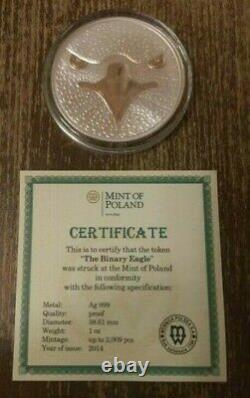 MINT OF
POLAND
CERTIFICATE
This is to certify that the token
"The Binary Eagle"
was struck at the Mint of Poland
in conformity
with the following specification:
Metal: Ag 999
Quality: proof
Diameter: 38.61 mm
Weight: 1 oz
Mintage: up to 2,009 pcs
Year of issue: 2014